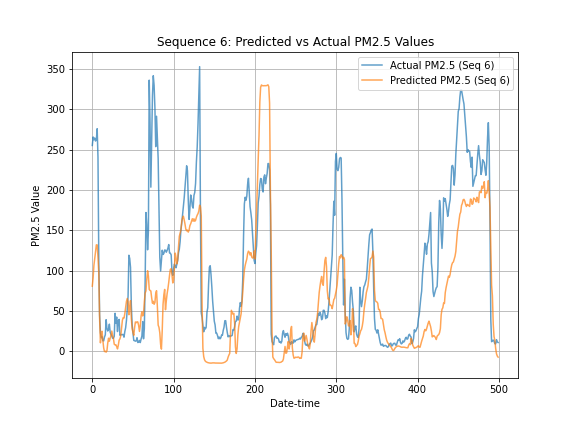 Sequence 6: Predicted vs Actual PM2.5 Values
Actual PM2.5 (Seq 6)
Predicted PM2.5 (Seq 6)
PM2.5 Value
350
300
250
200
150
100
50
0
0 100 200 300 400 500
Date-time